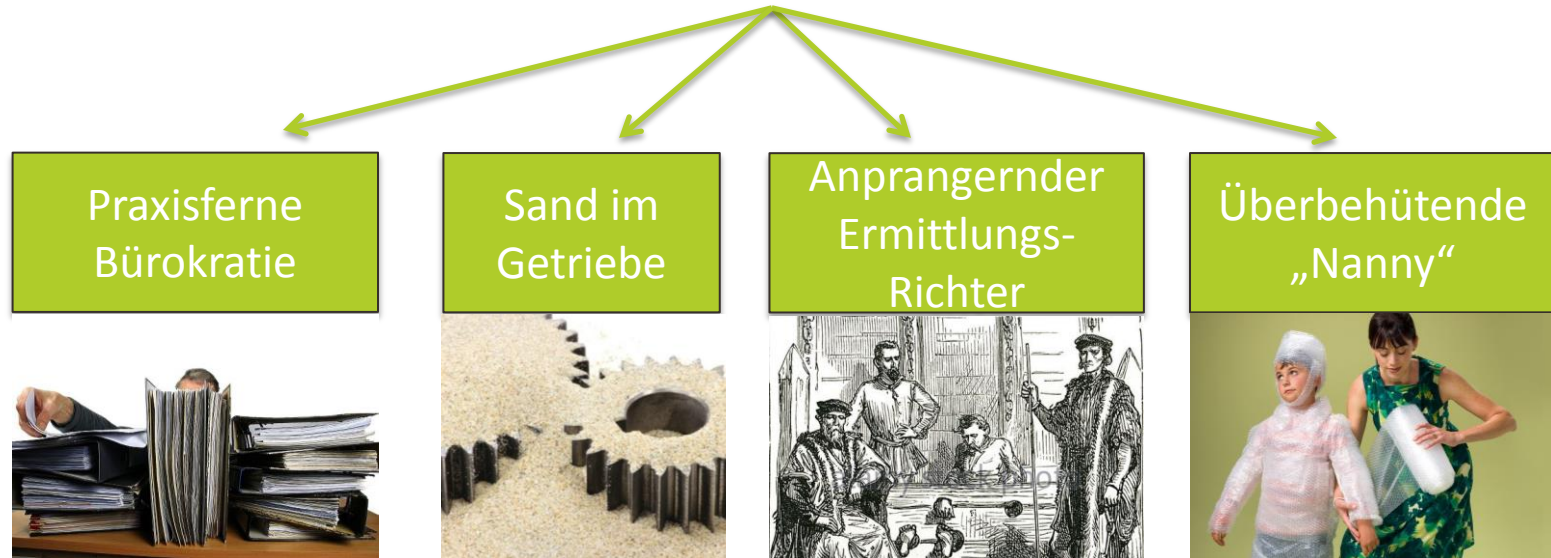 Praxisferne
Bürokratie
Sand im
Getriebe
Anprangernder
Ermittlungs-
Richter
Überbehütende
„Nanny“